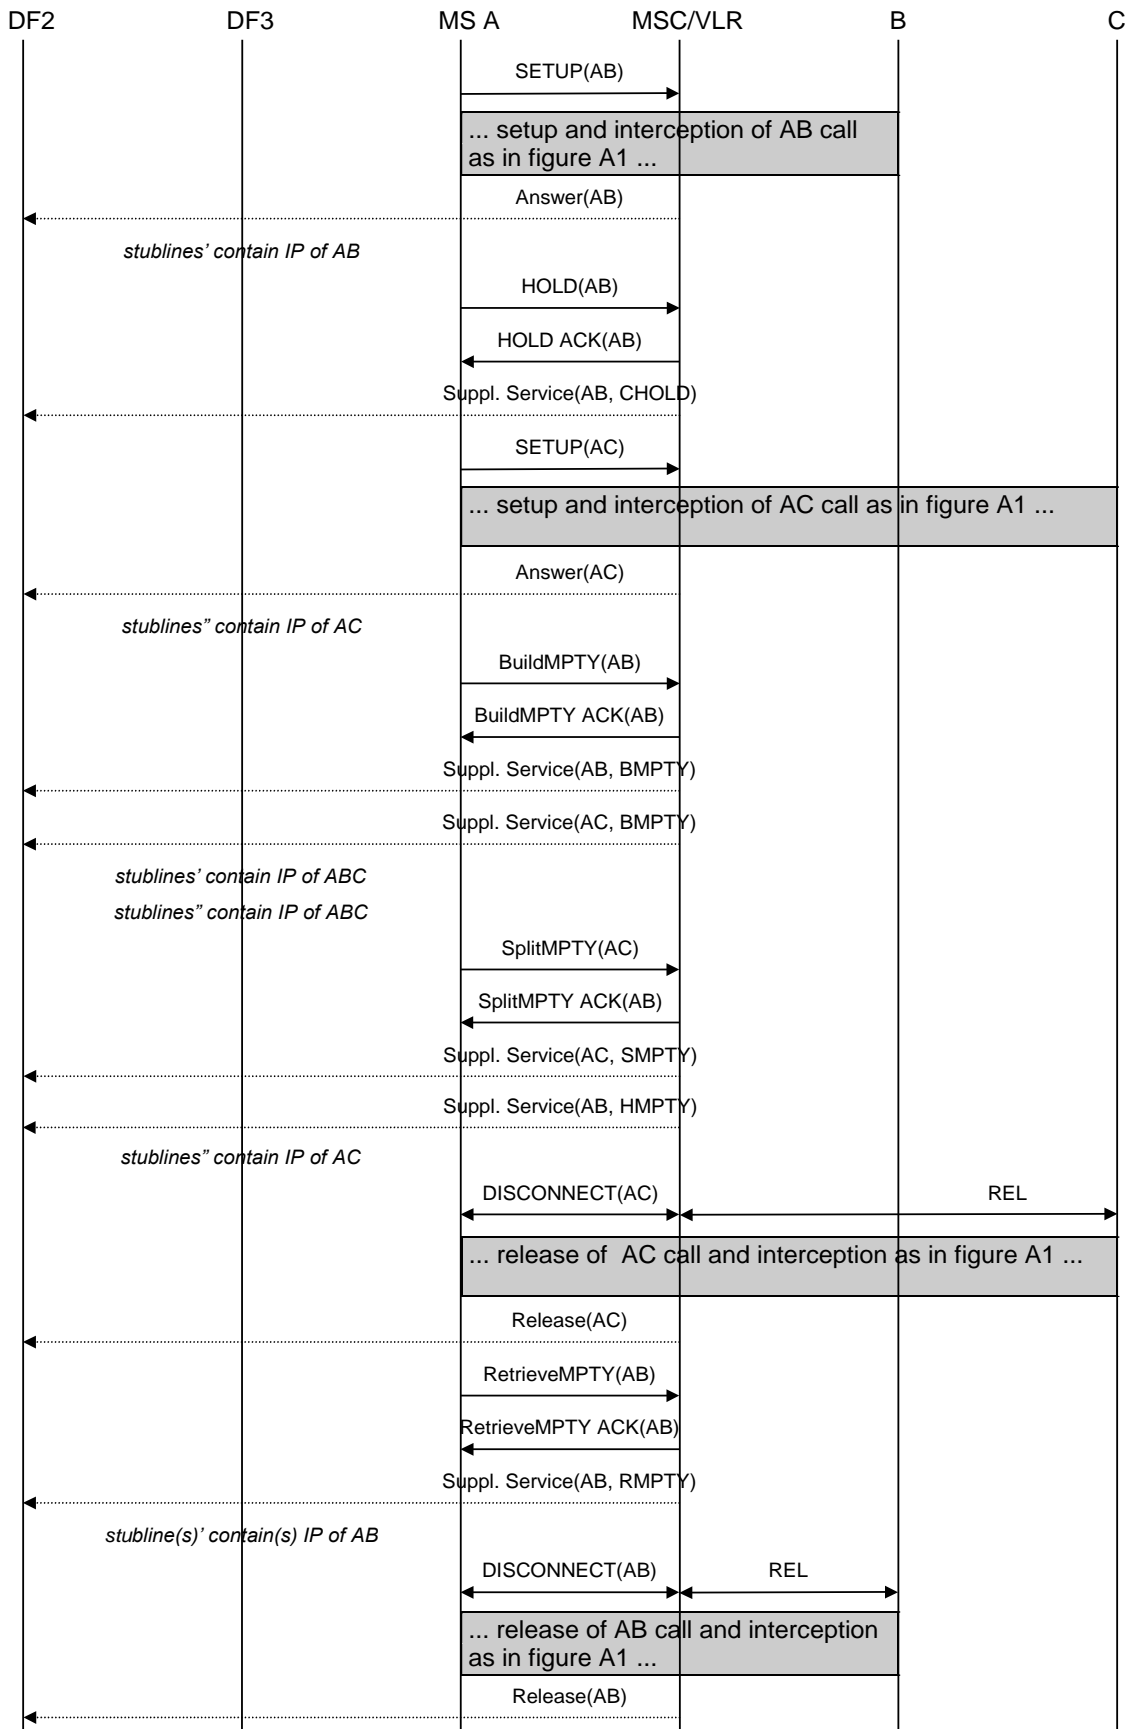 DF2 DF3 MS A MSC/VLR B C
SETUP(AB)
... setup and interception of AB call
as in figure A1 ...
Answer(AB)
stublines’ contain IP of AB
HOLD(AB)
HOLD ACK(AB)
Suppl. Service(AB, CHOLD)
SETUP(AC)
... setup and interception of AC call as in figure A1 ...
Answer(AC)
stublines” contain IP of AC
BuildMPTY(AB)
BuildMPTY ACK(AB)
Suppl. Service(AB, BMPTY)
Suppl. Service(AC, BMPTY)
stublines’ contain IP of ABC
stublines” contain IP of ABC
SplitMPTY(AC)
SplitMPTY ACK(AB)
Suppl. Service(AC, SMPTY)
Suppl. Service(AB, HMPTY)
stublines” contain IP of AC
DISCONNECT(AC) REL
... release of  AC call and interception as in figure A1 ...
Release(AC)
RetrieveMPTY(AB)
RetrieveMPTY ACK(AB)
Suppl. Service(AB, RMPTY)
stubline(s)’ contain(s) IP of AB
DISCONNECT(AB) REL
... release of AB call and interception
as in figure A1 ...
Release(AB)